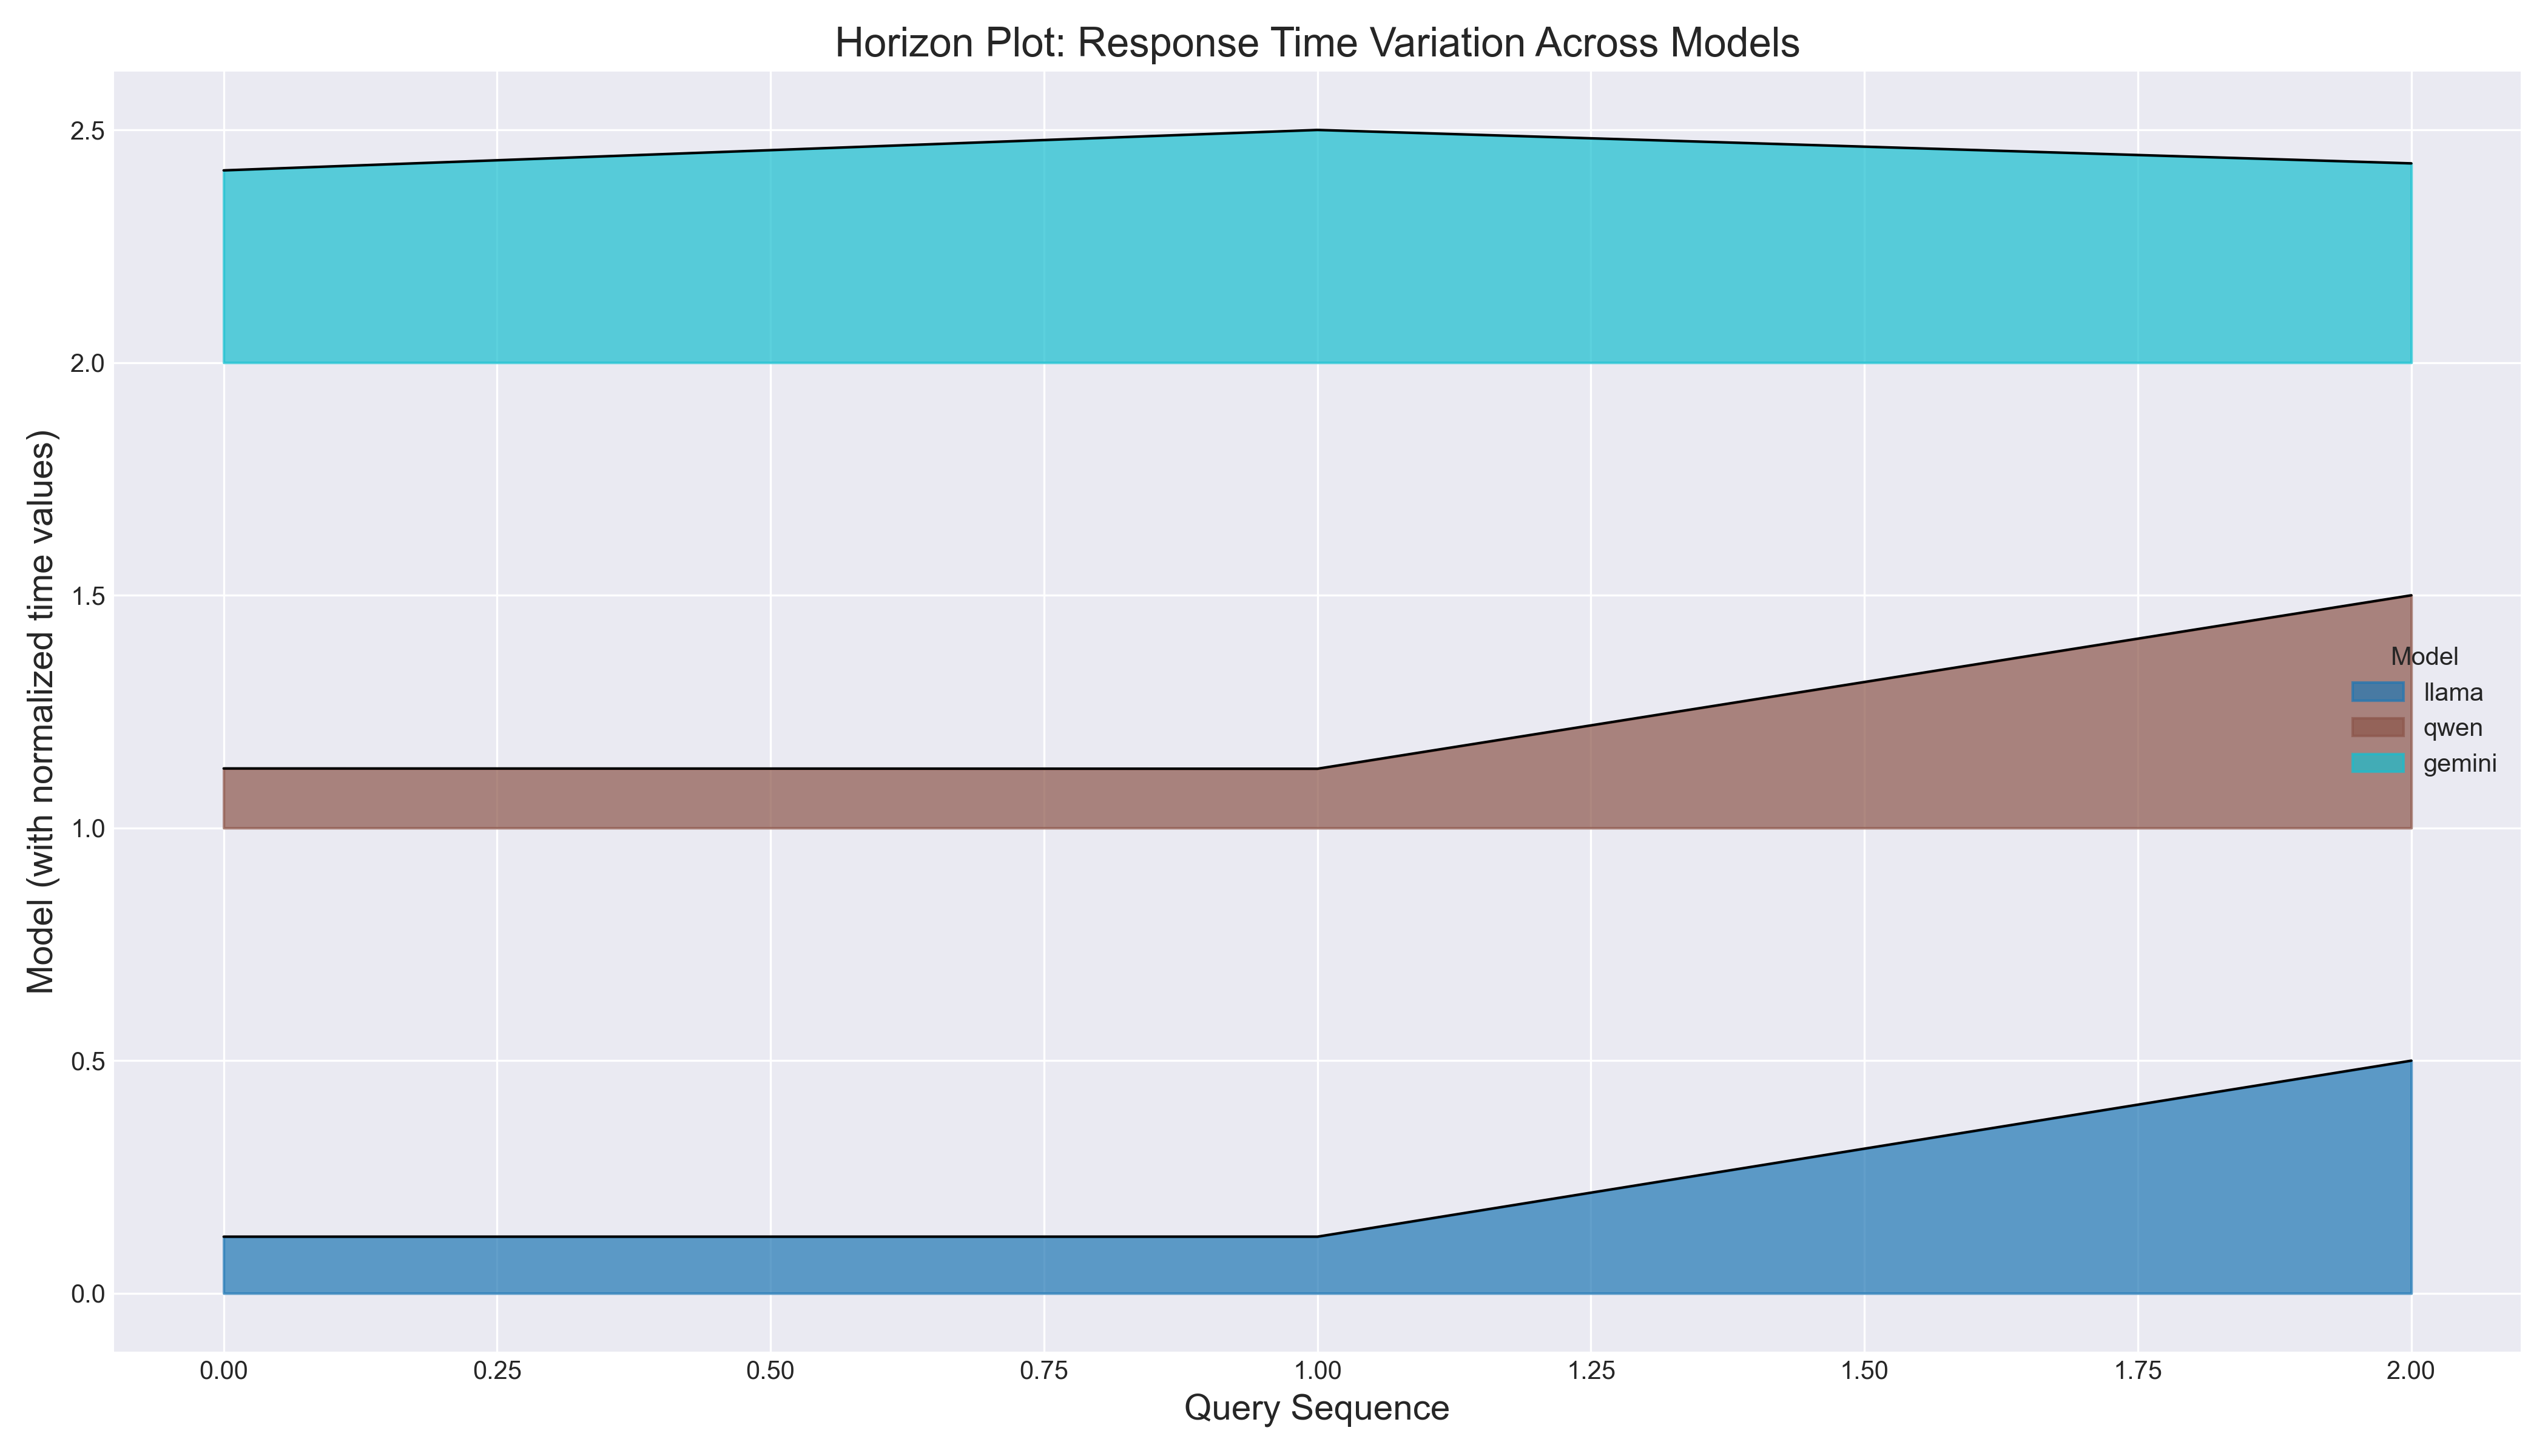 Horizon Plot: Response Time Variation Across Models
Model (with normalized time values)
2.5
2.0
1.5
1.0
0.5
0.0
Model
llama
qwen
gemini
0.00 0.25 0.50 0.75 1.00 1.25 1.50 1.75 2.00
Query Sequence